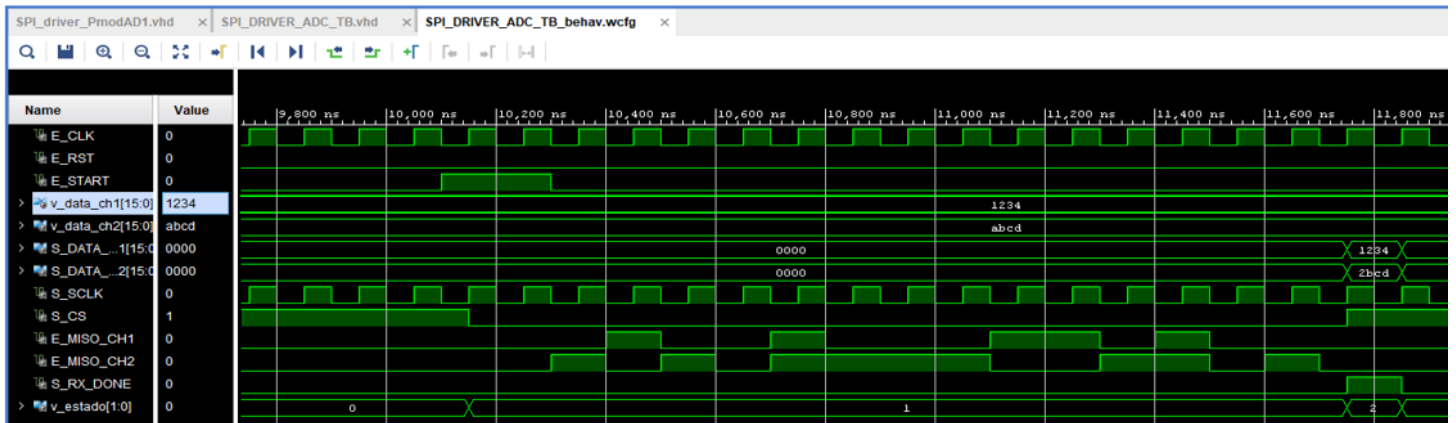 SPI_driver_PmodAD1.vhd × SPI_DRIVER_ADC_TB.vhd × SPI_DRIVER_ADC_TB_behav.wcfg ×
Name Value 9,800 ns 10,000 ns 10,200 ns 10,400 ns 10,600 ns 10,800 ns 11,000 ns 11,200 ns 11,400 ns 11,600 ns 11,800 ns
E_CLK 0
E_RST 0
E_START 0
v_data_ch1[15:0] 1234 1234
v_data_ch2[15:0] abcd abcd
S_DATA_...1[15:0 0000 0000 1234
S_DATA_...2[15:0 0000 0000 2bcd
S_SCLK 0
S_CS 1
E_MISO_CH1 0
E_MISO_CH2 0
S_RX_DONE 0
v_estado[1:0] 0 0 1 2